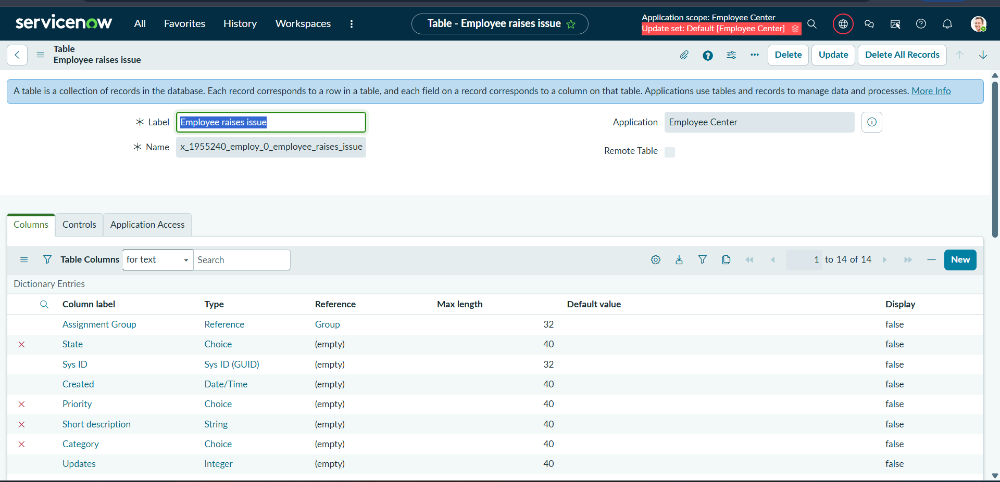 servicenow
All
Favorites
History
Workspaces
Table - Employee raises issue
Application scope: Employee Center
Update set: Default [Employee Center]
Table
Employee raises issue
Delete
Update
Delete All Records
A table is a collection of records in the database. Each record corresponds to a row in a table, and each field on a record corresponds to a column on that table. Applications use tables and records to manage data and processes. More Info
Label Employee raises issue
Application Employee Center
Name x_1955240_employ_0_employee_raises_issue
Remote Table
Columns
Controls
Application Access
Table Columns for text Search 1 to 14 of 14 New
Dictionary Entries
Column label Type Reference Max length Default value Display
Assignment Group Reference Group 32 false
State Choice (empty) 40 false
Sys ID Sys ID (GUID) (empty) 32 false
Created Date/Time (empty) 40 false
Priority Choice (empty) 40 false
Short description String (empty) 40 false
Category Choice (empty) 40 false
Updates Integer (empty) 40 false